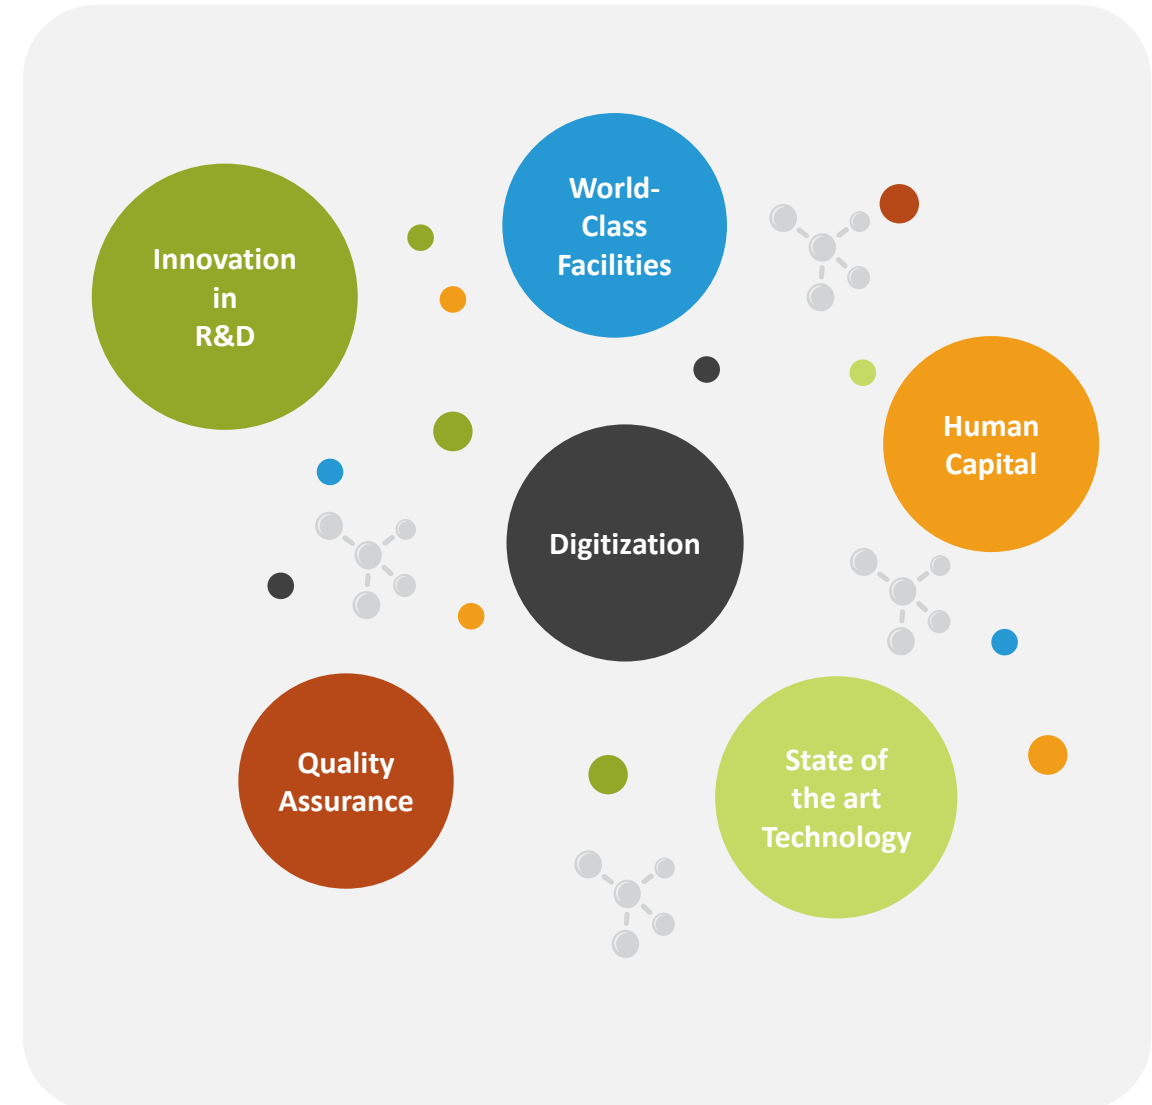 Innovation
in
R&D
World-
Class
Facilities
Human
Capital
Digitization
Quality
Assurance
State of
the art
Technology